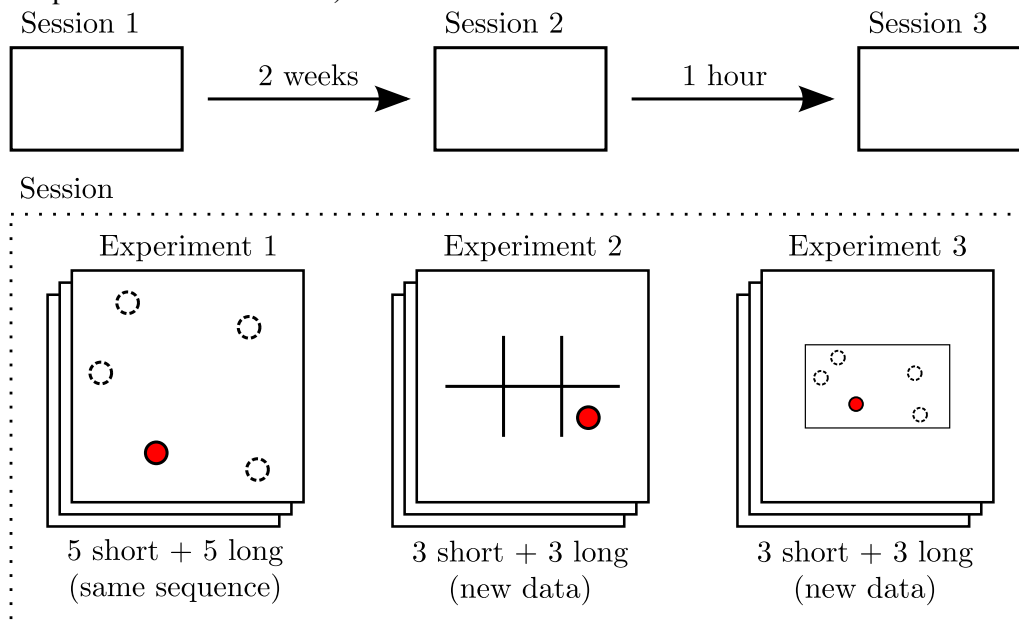 Session 1
Session 2
Session 3
2 weeks
1 hour
Session
Experiment 1
Experiment 2
Experiment 3
5 short + 5 long
(same sequence)
3 short + 3 long
(new data)
3 short + 3 long
(new data)